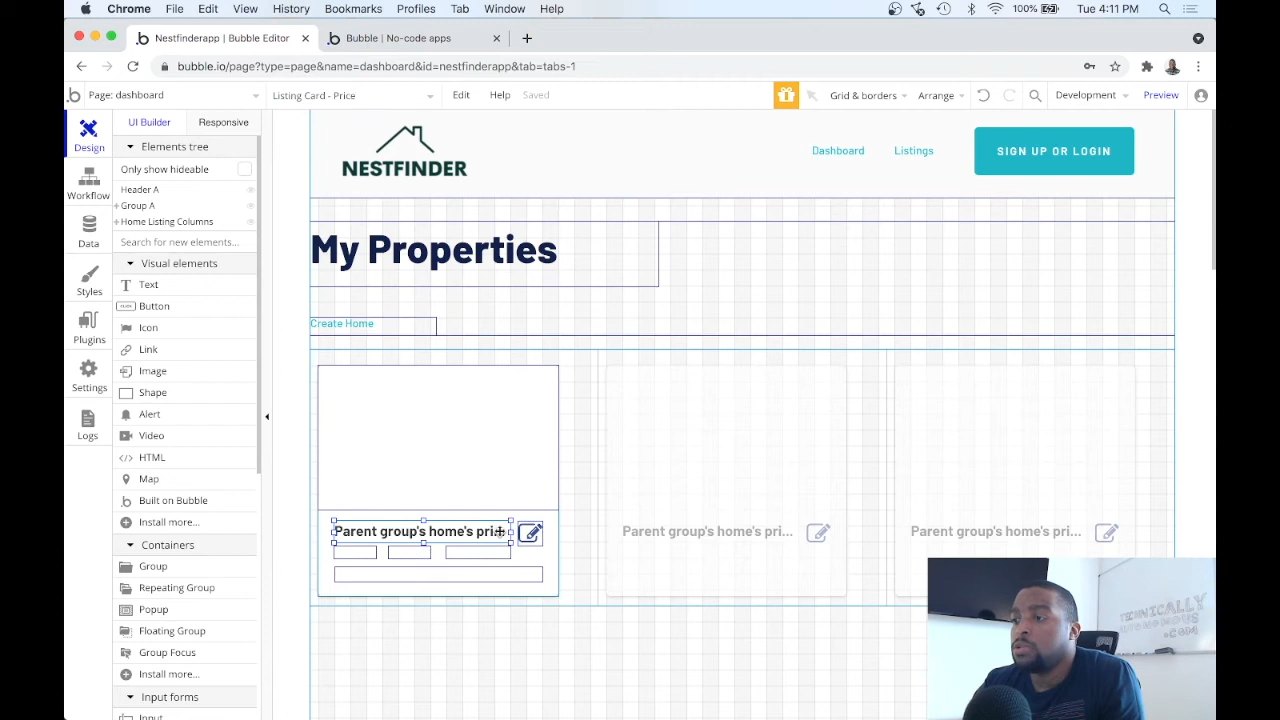 Chrome File Edit View History Bookmarks Profiles Tab Window Help 100% Tue 4:11 PM
Nestfinderapp | Bubble Editor × Bubble | No-code apps × +
bubble.io/page?type=page&name=dashboard&id=nestfinderapp&tab=tabs-1
Page: dashboard Listing Card - Price Edit Help Saved Grid & borders Arrange Development Preview
UI Builder Responsive
Design
Workflow
Data
Styles
Plugins
Settings
Logs
Elements tree
Only show hideable
Header A
Group A
Home Listing Columns
Search for new elements...
Visual elements
Text
Button
Icon
Link
Image
Shape
Alert
Video
HTML
Map
Built on Bubble
Install more...
Containers
Group
Repeating Group
Popup
Floating Group
Group Focus
Install more...
Input forms
Input
NESTFINDER
Dashboard Listings SIGN UP OR LOGIN
My Properties
Create Home
Parent group's home's pri... Parent group's home's pri... Parent group's home's pri...
TECHNICALLY
AUTONOMOUS
.COM